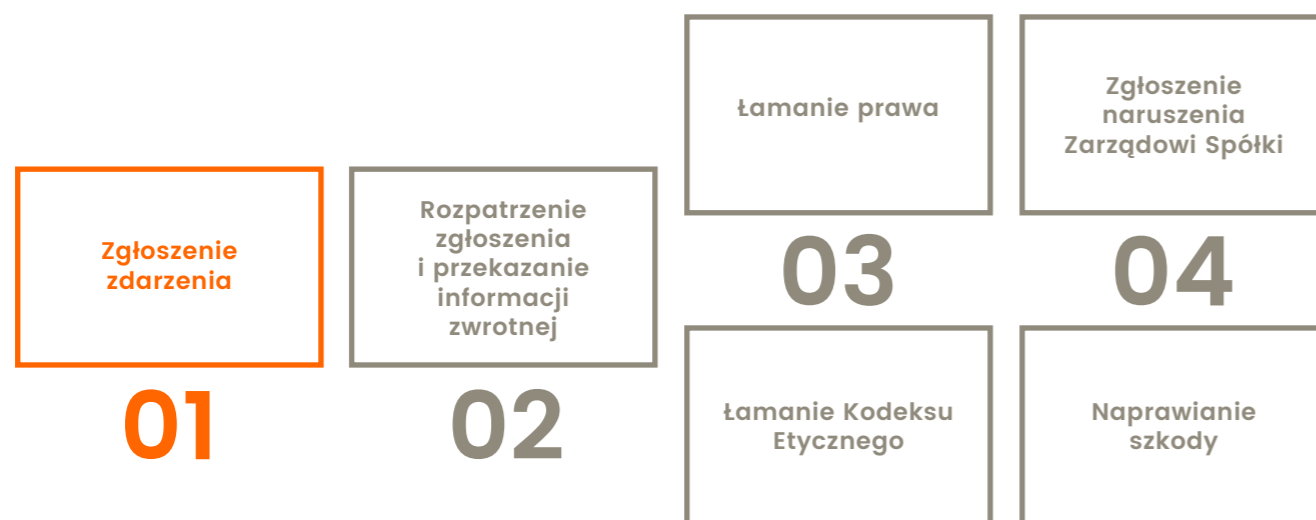 Zgłoszenie
zdarzenia
01
Rozpatrzenie
zgłoszenia
i przekazanie
informacji
zwrotnej
02
Łamanie prawa
03
Łamanie Kodeksu
Etycznego
Zgłoszenie
naruszenia
Zarządowi Spółki
04
Naprawianie
szkody